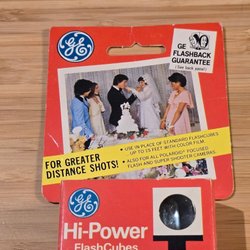 GE
GE
FLASHBACK
GUARANTEE
(See back panel)
FOR GREATER
DISTANCE SHOTS!
• USE IN PLACE OF STANDARD FLASHCUBES
UP TO 15 FEET WITH COLOR FILM.
• ALSO FOR ALL POLAROID* FOCUSED
FLASH AND SUPER SHOOTER CAMERAS
GE
Hi-Power
FlashCubes